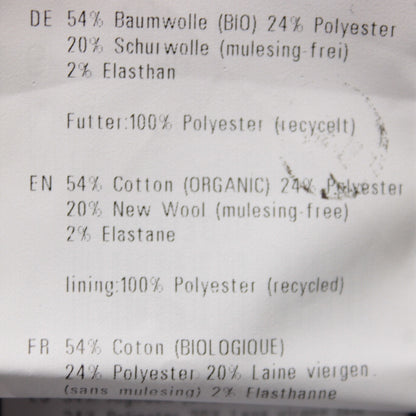 DE 54% Baumwolle (BIO) 24% Polyester
20% Schurwolle (mulesing-frei)
2% Elasthan
Futter:100% Polyester (recycelt)
EN 54% Cotton (ORGANIC) 24% Polyester
20% New Wool (mulesing-free)
2% Elastane
lining:100% Polyester (recycled)
FR 54% Coton (BIOLOGIQUE)
24% Polyester 20% Laine viergen.
(sans mulesing) 2% Elasthanne